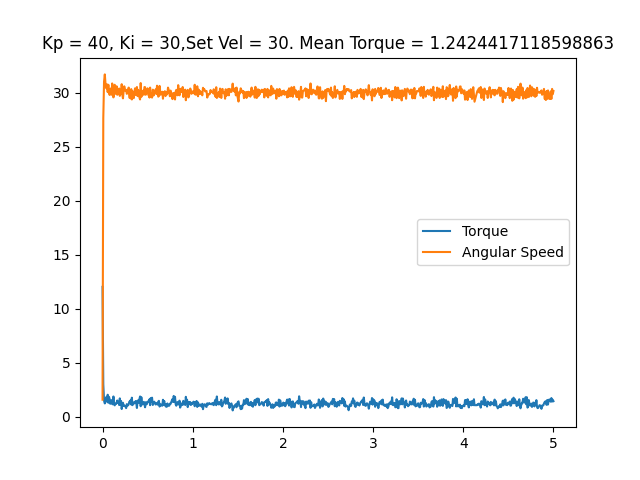 Kp = 40, Ki = 30,Set Vel = 30. Mean Torque = 1.2424417118598863
30
25
20
15
10
5
0
Torque
Angular Speed
0 1 2 3 4 5